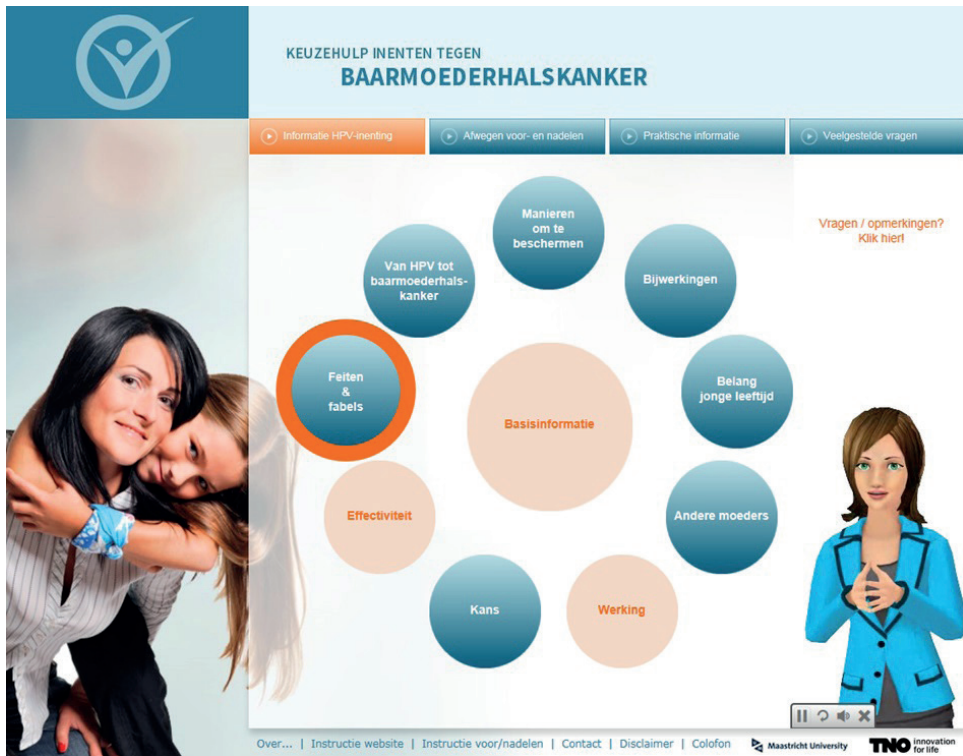 KEUZEHULP INENTEN TEGEN
BAARMOEDERHALSKANKER
Informatie HPV-inenting
Afwegen voor- en nadelen
Praktische informatie
Veelgestelde vragen
Manieren
om te
beschermen
Vragen / opmerkingen?
Klik hier!
Van HPV tot
baarmoederhals-
kanker
Bijwerkingen
Feiten
&
fabels
Belang
jonge leeftijd
Basisinformatie
Effectiviteit
Andere moeders
Kans
Werking
Over... | Instructie website | Instructie voor/nadelen | Contact | Disclaimer | Colofon
Maastricht University
TNO innovation
for life